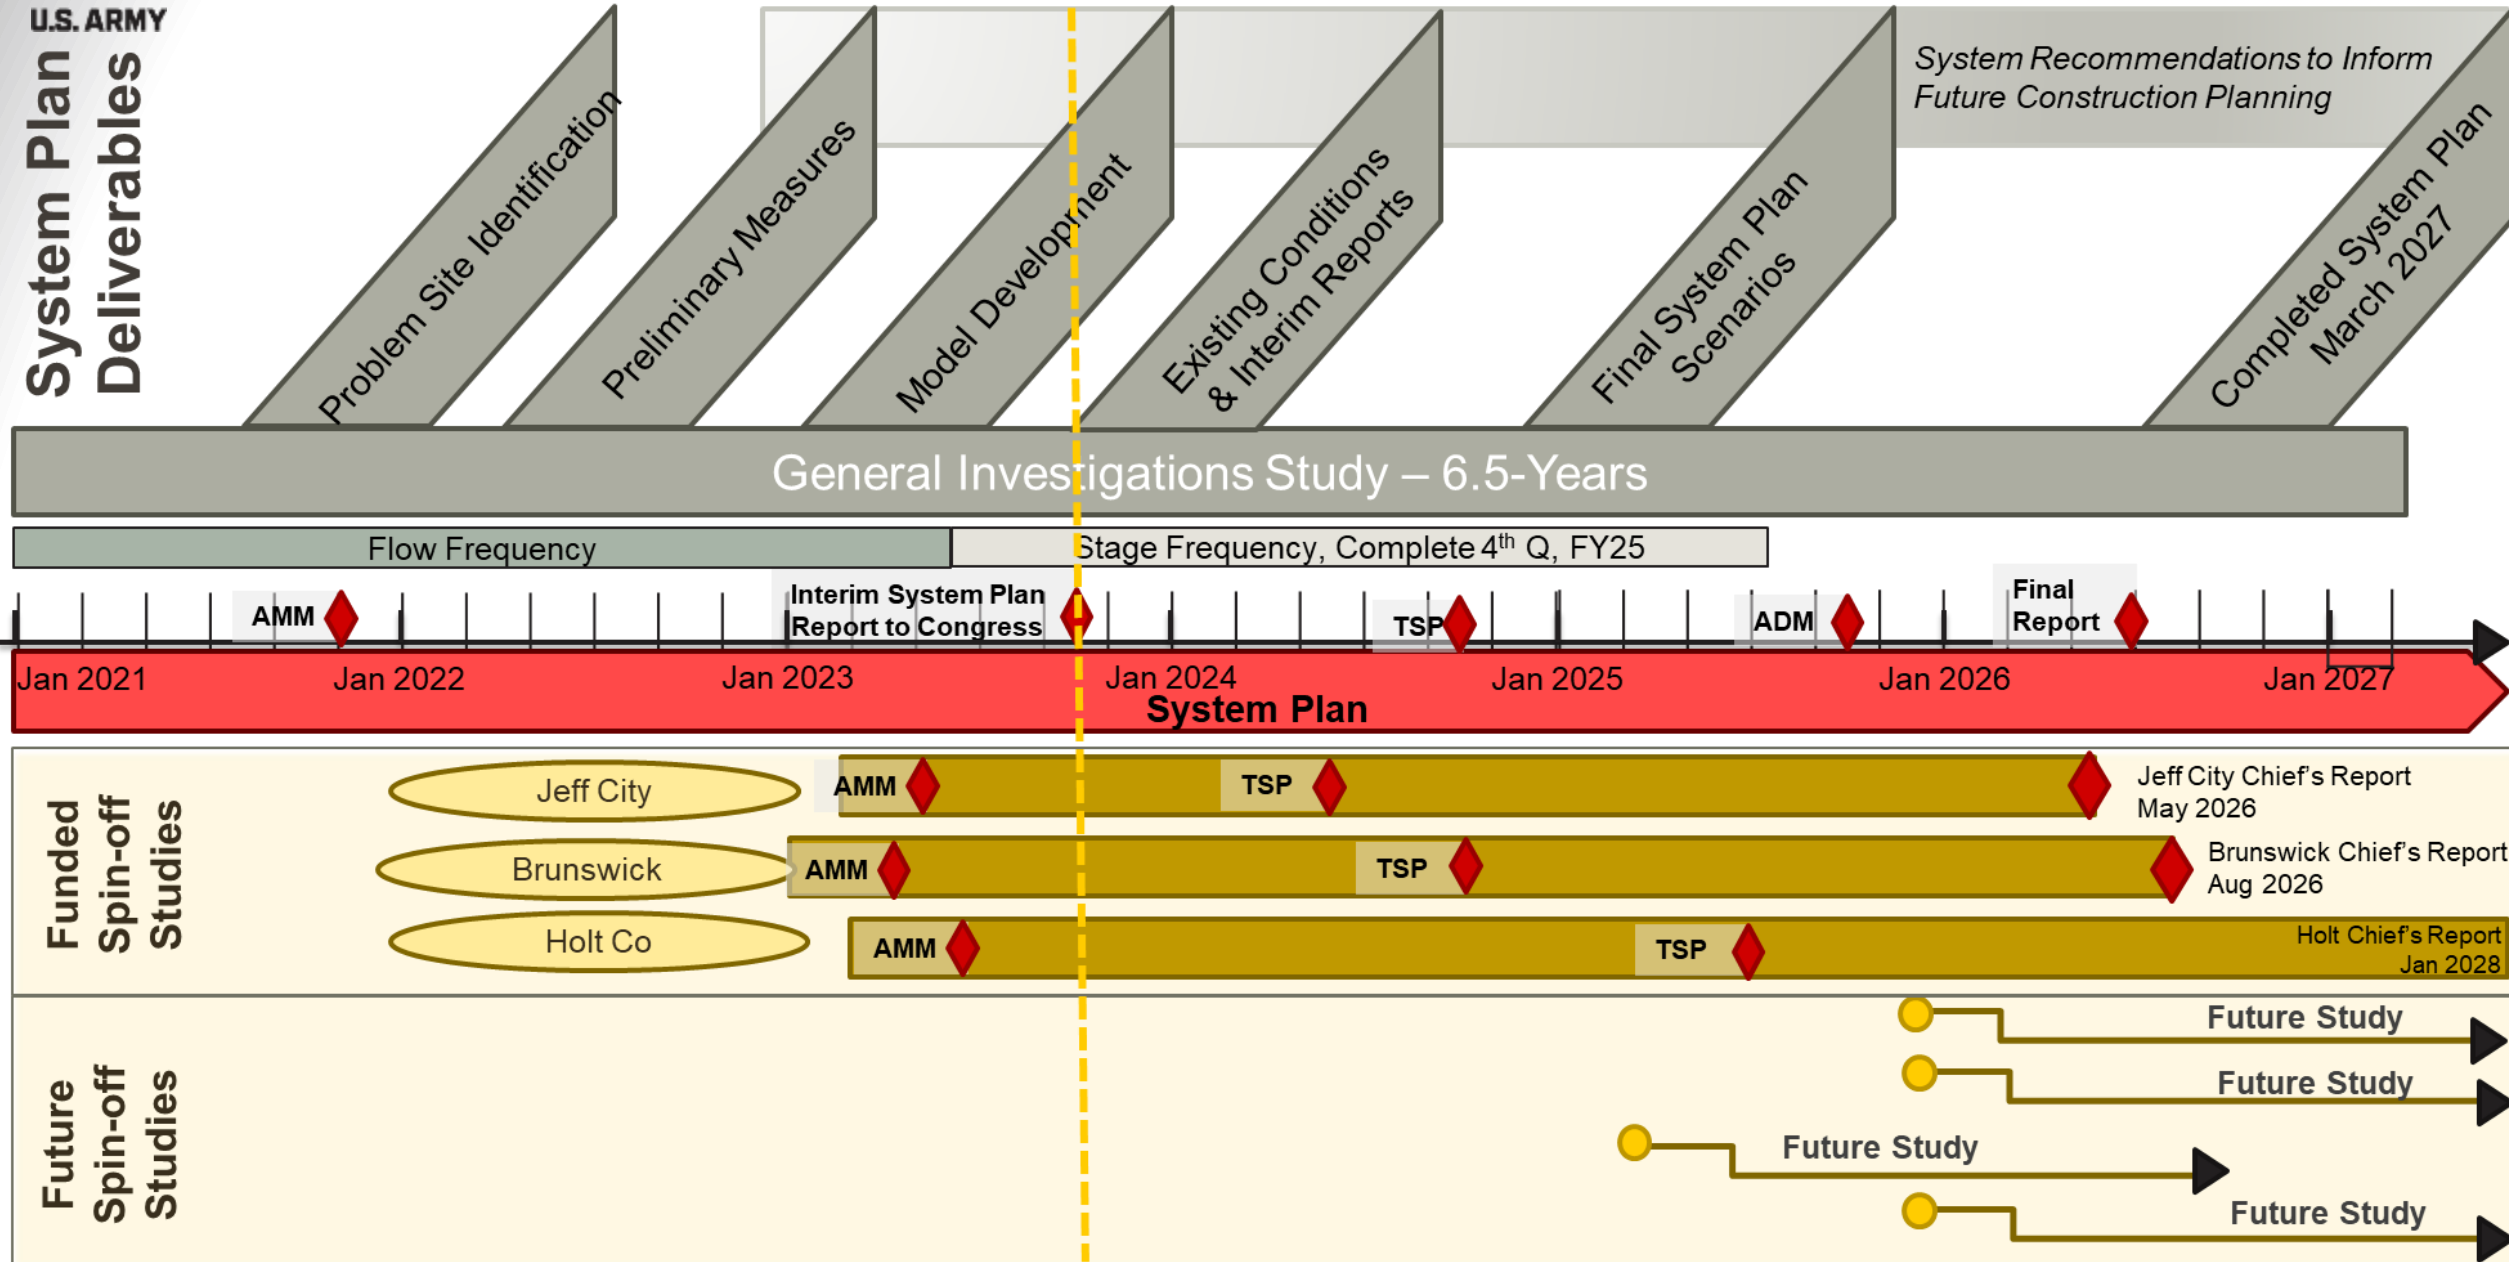 U.S. ARMY
System Plan
Deliverables
Problem Site Identification
Preliminary Measures
Model Development
Existing Conditions
& Interim Reports
Final System Plan
Scenarios
Completed System Plan
March 2027
System Recommendations to Inform
Future Construction Planning
General Investigations Study – 6.5-Years
Flow Frequency
Stage Frequency, Complete 4th Q, FY25
AMM
Interim System Plan
Report to Congress
TSP
ADM
Final
Report
Jan 2021
Jan 2022
Jan 2023
Jan 2024
Jan 2025
Jan 2026
Jan 2027
System Plan
Funded
Spin-off
Studies
Jeff City
AMM
TSP
Jeff City Chief's Report
May 2026
Brunswick
AMM
TSP
Brunswick Chief's Report
Aug 2026
Holt Co
AMM
TSP
Holt Chief's Report
Jan 2028
Future
Spin-off
Studies
Future Study
Future Study
Future Study
Future Study